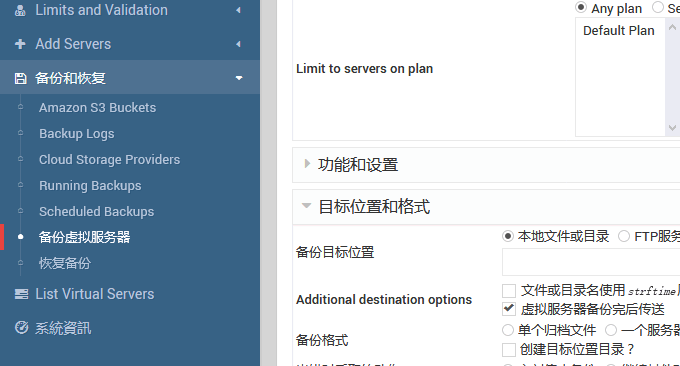 Limits and Validation
Add Servers
备份和恢复
Amazon S3 Buckets
Backup Logs
Cloud Storage Providers
Running Backups
Scheduled Backups
备份虚拟服务器
恢复备份
List Virtual Servers
系統資訊
Any plan
Se
Default Plan
Limit to servers on plan
功能和设置
目标位置和格式
备份目标位置
本地文件或目录
FTP服务
Additional destination options
文件或目录名使用 strftime
虚拟服务器备份完后传送
备份格式
单个归档文件
一个服务器
创建目标位置目录？